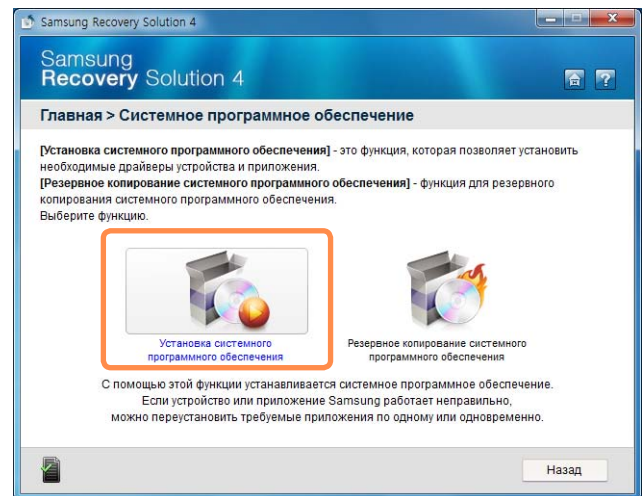 Samsung Recovery Solution 4
Samsung
Recovery Solution 4
Главная > Системное программное обеспечение
[Установка системного программного обеспечения] - это функция, которая позволяет установить
необходимые драйверы устройства и приложения.
[Резервное копирование системного программного обеспечения] - функция для резервного
копирования системного программного обеспечения.
Выберите функцию.
Установка системного
программного обеспечения
Резервное копирование системного
программного обеспечения
С помощью этой функции устанавливается системное программное обеспечение.
Если устройство или приложение Samsung работает неправильно,
можно переустановить требуемые приложения по одному или одновременно.
Назад